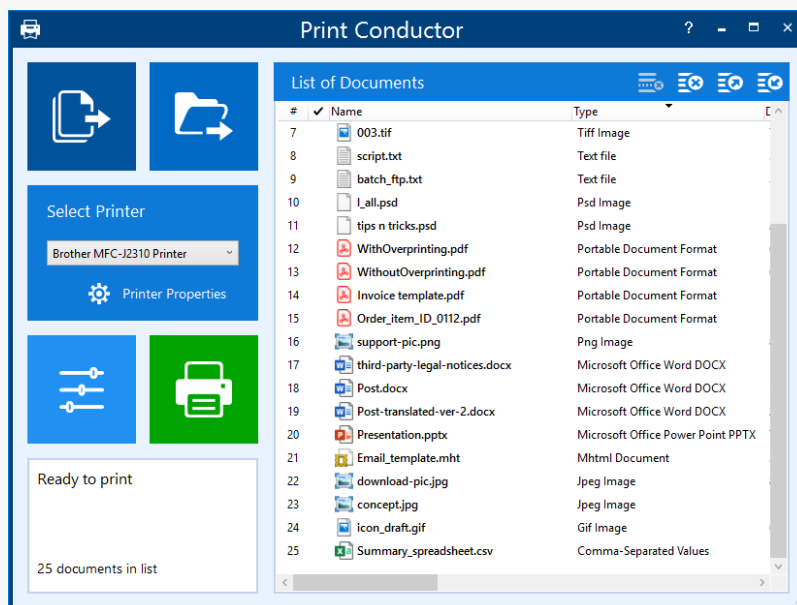 Print Conductor
?
List of Documents
# Name Type D
7 003.tif Tiff Image
8 script.txt Text file
9 batch_ftp.txt Text file
10 l_all.psd Psd Image
11 tips n tricks.psd Psd Image
12 WithOverprinting.pdf Portable Document Format
13 WithoutOverprinting.pdf Portable Document Format
14 Invoice template.pdf Portable Document Format
15 Order_item_ID_0112.pdf Portable Document Format
16 support-pic.png Png Image
17 third-party-legal-notices.docx Microsoft Office Word DOCX
18 Post.docx Microsoft Office Word DOCX
19 Post-translated-ver-2.docx Microsoft Office Word DOCX
20 Presentation.pptx Microsoft Office Power Point PPTX
21 Email_template.mht Mhtml Document
22 download-pic.jpg Jpeg Image
23 concept.jpg Jpeg Image
24 icon_draft.gif Gif Image
25 Summary_spreadsheet.csv Comma-Separated Values
Select Printer
Brother MFC-J2310 Printer
Printer Properties
Ready to print
25 documents in list